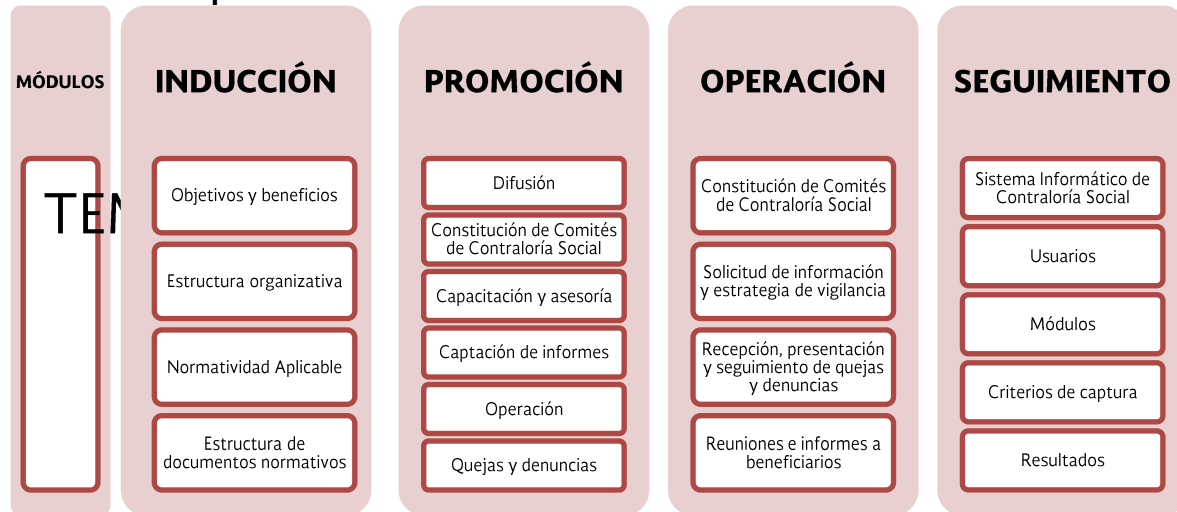 MÓDULOS
INDUCCIÓN
Objetivos y beneficios
Estructura organizativa
Normatividad Aplicable
Estructura de
documentos normativos
PROMOCIÓN
Difusión
Constitución de Comités
de Contraloría Social
Capacitación y asesoría
Captación de informes
Operación
Quejas y denuncias
OPERACIÓN
Constitución de Comités
de Contraloría Social
Solicitud de información
y estrategia de vigilancia
Recepción, presentación
y seguimiento de quejas
y denuncias
Reuniones e informes a
beneficiarios
SEGUIMIENTO
Sistema Informático de
Contraloría Social
Usuarios
Módulos
Criterios de captura
Resultados